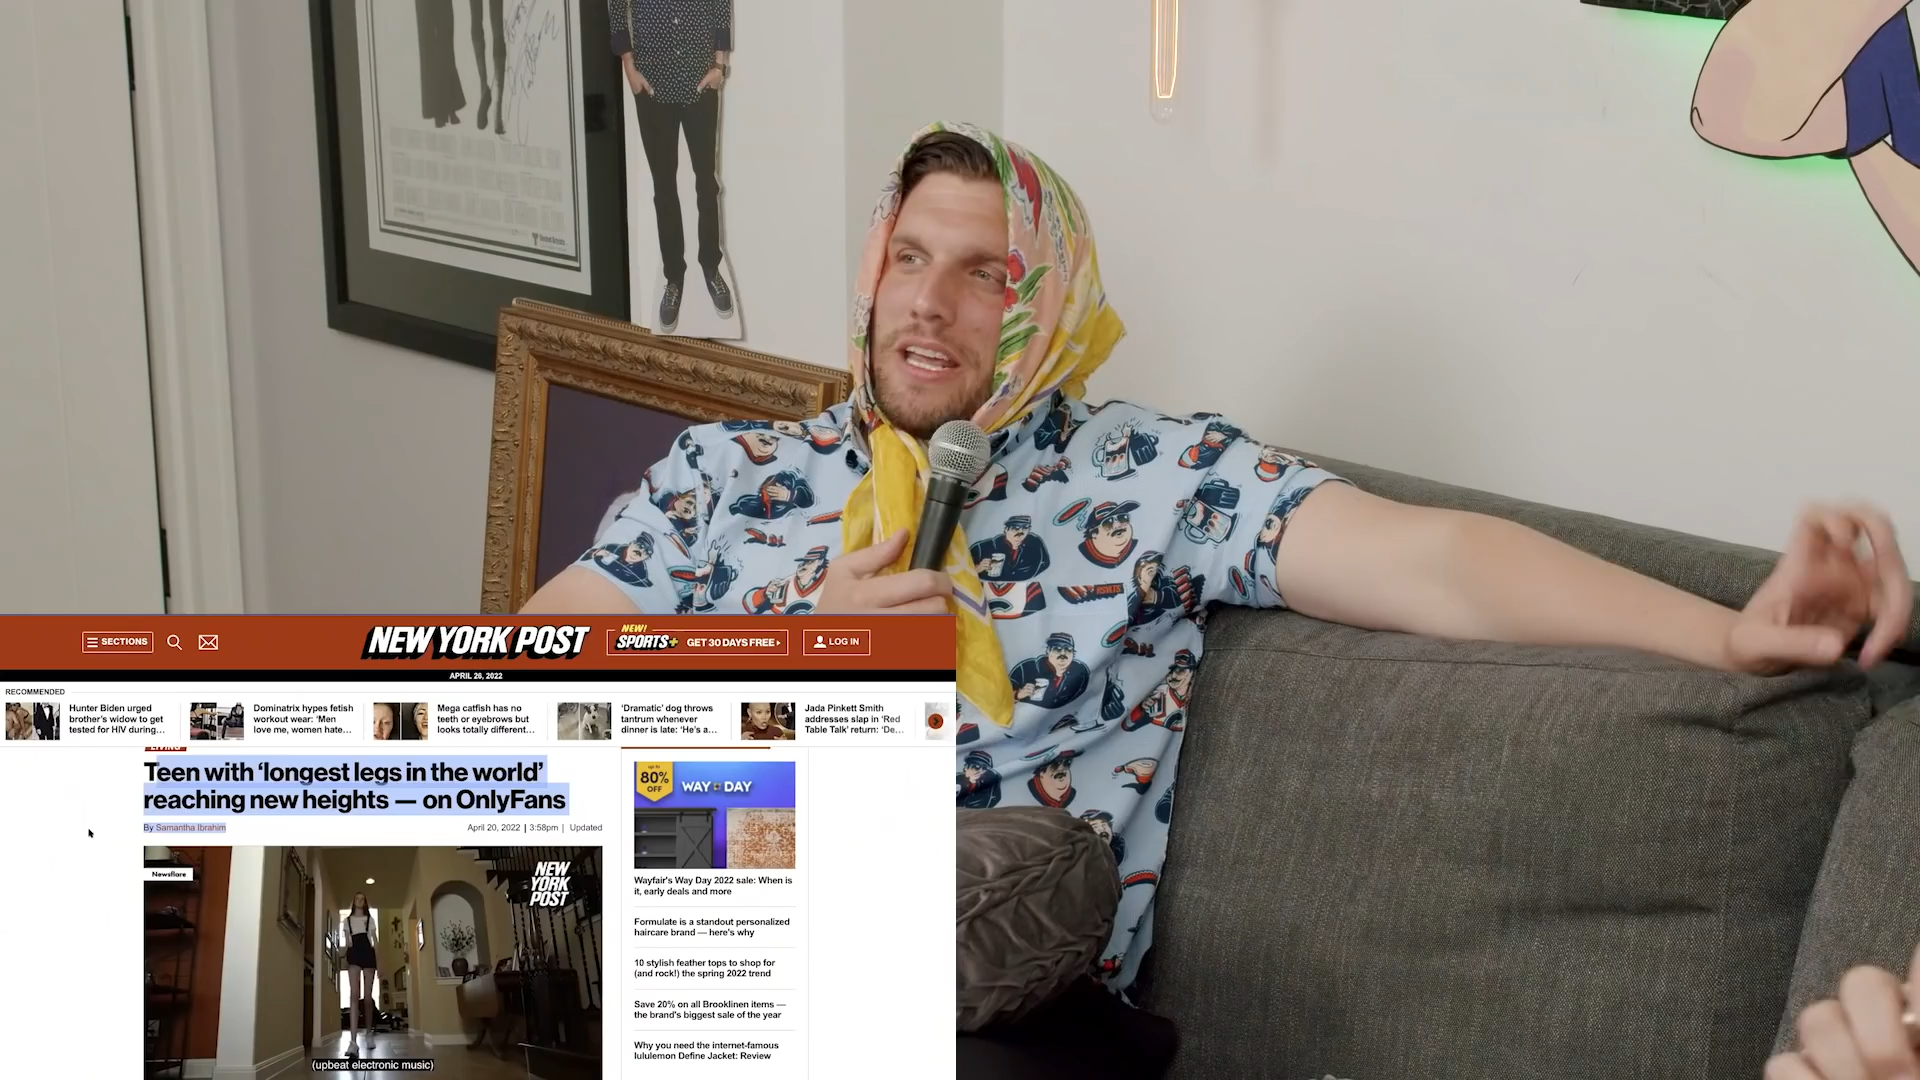 SECTIONS
NEW YORK POST
NEW!
SPORTS+
GET 30 DAYS FREE
LOG IN
APRIL 26, 2022
RECOMMENDED
Hunter Biden urged
brother's widow to get
tested for HIV during...
Dominatrix hypes fetish
workout wear: 'Men
love me, women hate...
Mega catfish has no
teeth or eyebrows but
looks totally different...
'Dramatic' dog throws
tantrum whenever
dinner is late: 'He's a...
Jada Pinkett Smith
addresses slap in 'Red
Table Talk' return: 'De...
LIVING
Teen with 'longest legs in the world'
reaching new heights — on OnlyFans
By Samantha Ibrahim
April 20, 2022 | 3:58pm | Updated
Newsflare
NEW
YORK
POST
(upbeat electronic music)
up to
80%
OFF
WAY DAY
Wayfair's Way Day 2022 sale: When is
it, early deals and more
Formulate is a standout personalized
haircare brand — here's why
10 stylish feather tops to shop for
(and rock!) the spring 2022 trend
Save 20% on all Brooklinen items —
the brand's biggest sale of the year
Why you need the internet-famous
lululemon Define Jacket: Review